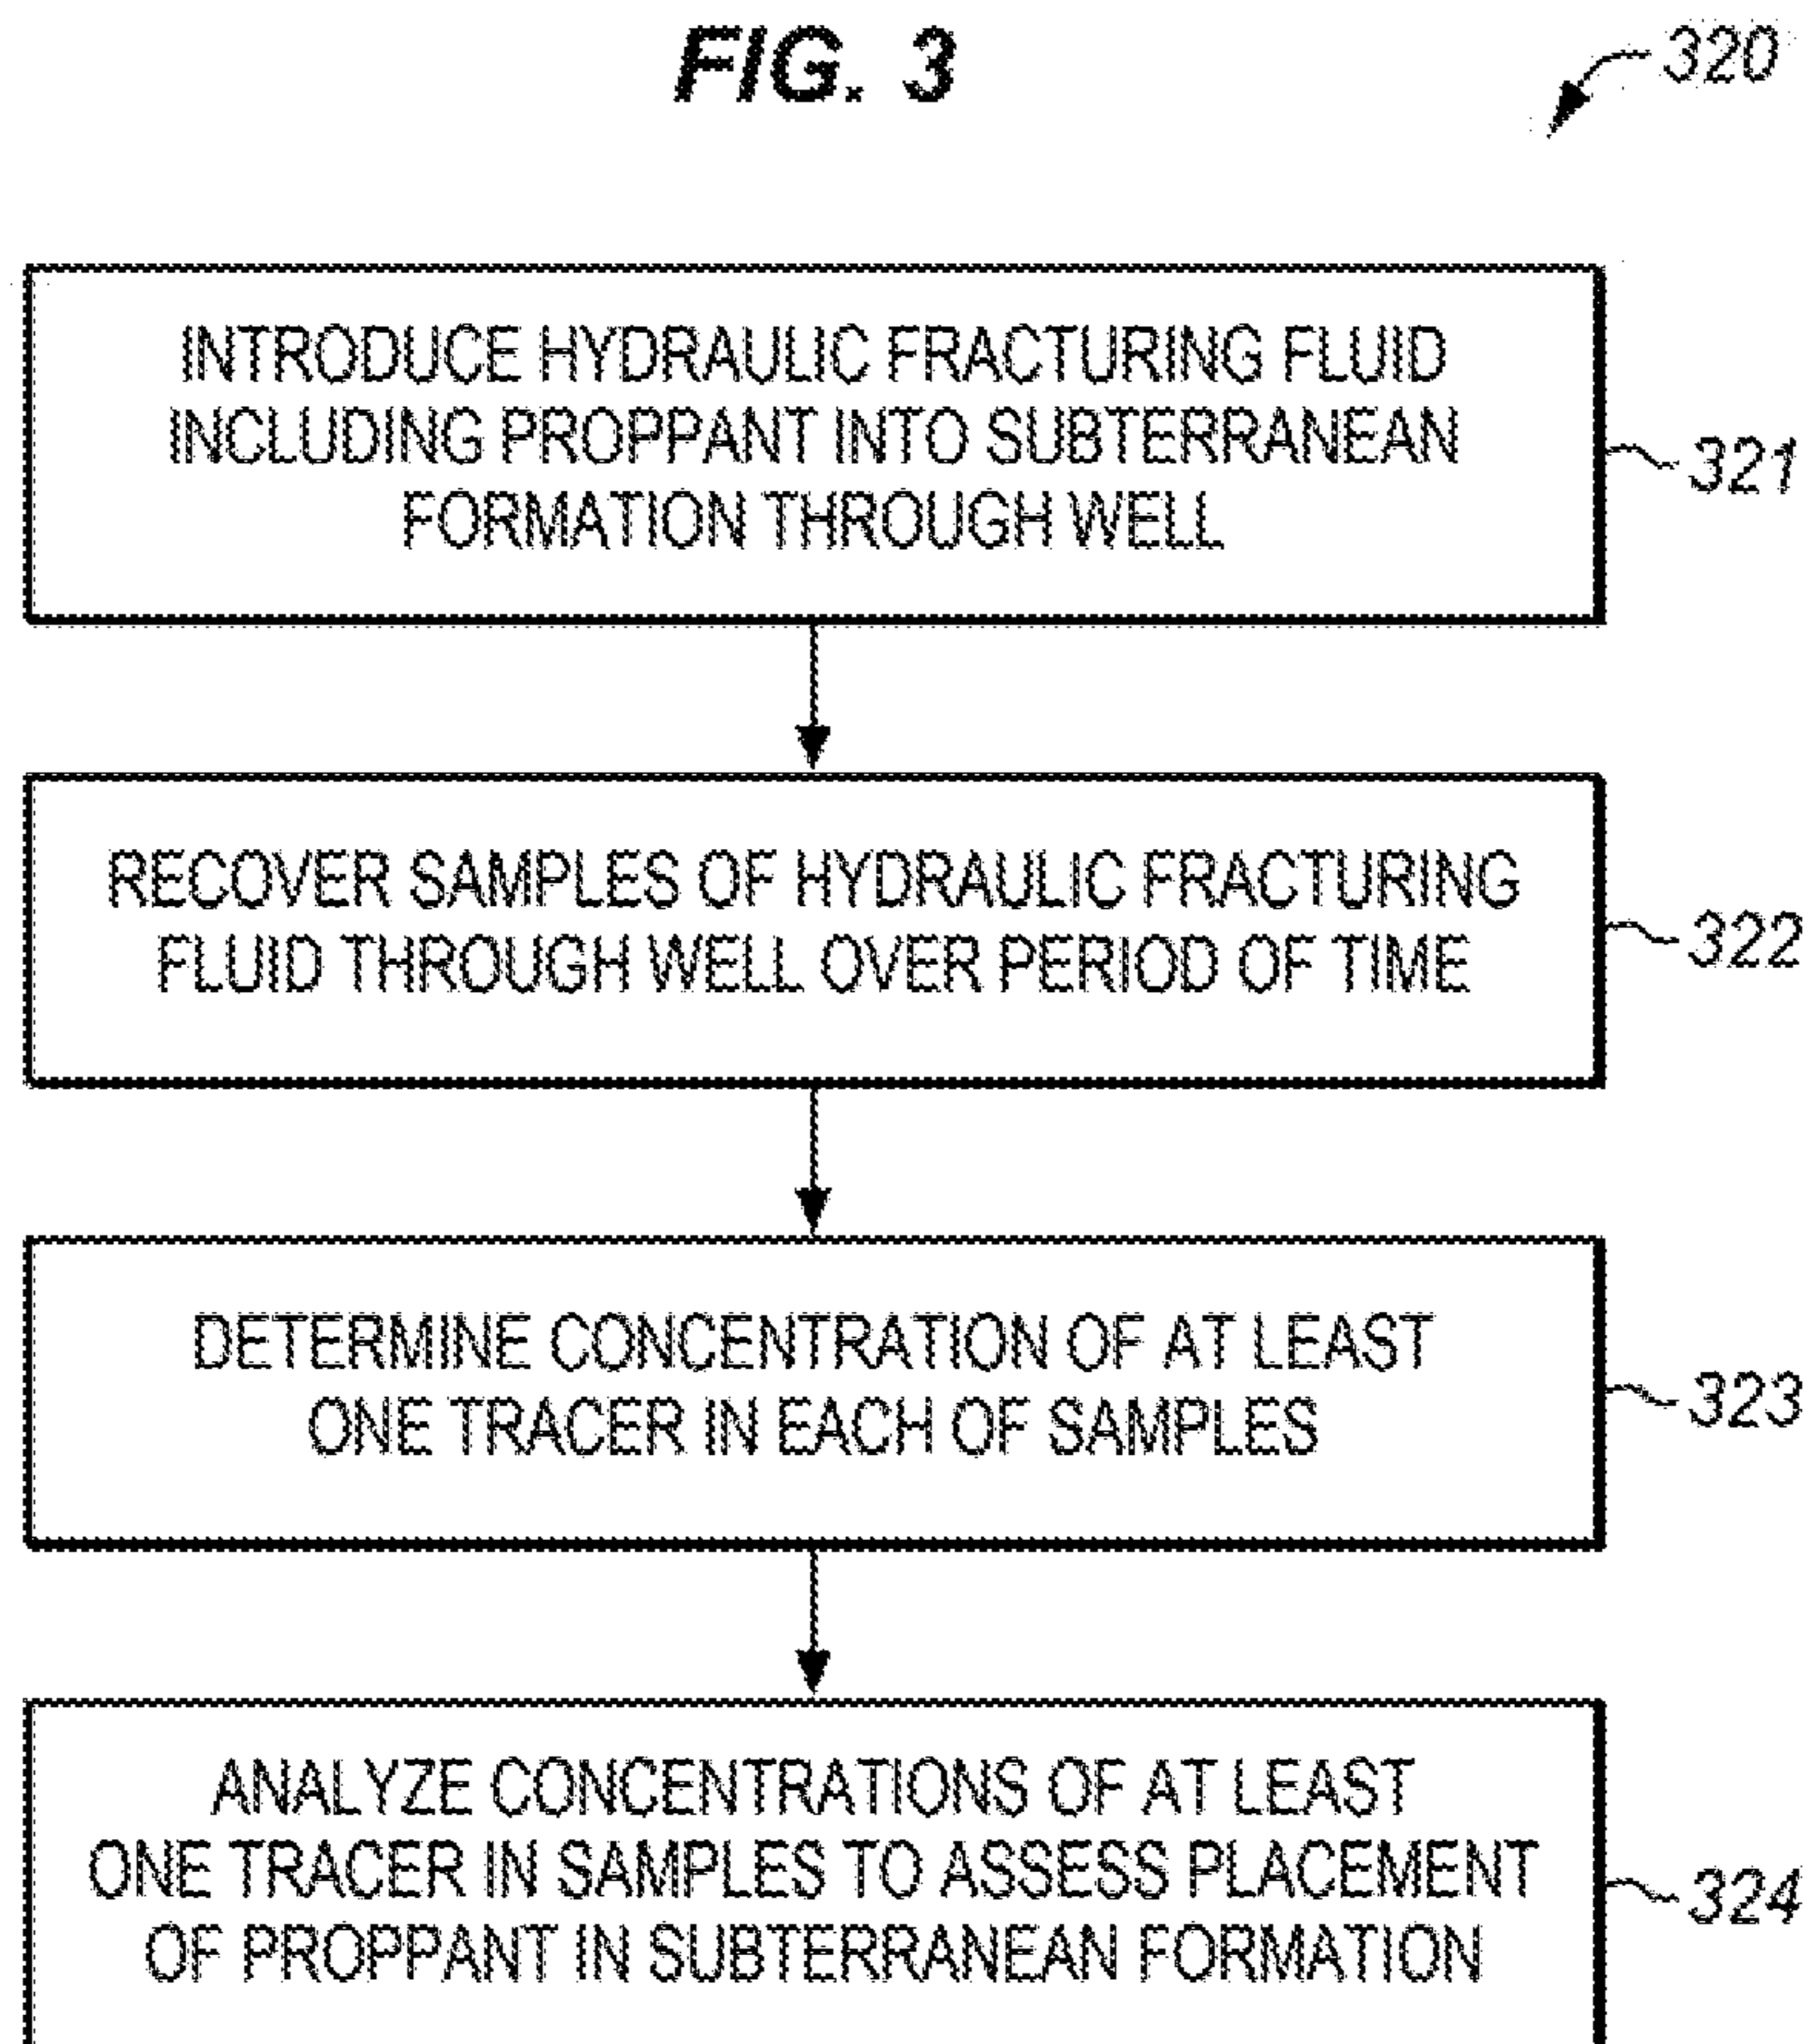 FIG. 3
320
INTRODUCE HYDRAULIC FRACTURING FLUID
INCLUDING PROPPANT INTO SUBTERRANEAN
FORMATION THROUGH WELL
321
RECOVER SAMPLES OF HYDRAULIC FRACTURING
FLUID THROUGH WELL OVER PERIOD OF TIME
322
DETERMINE CONCENTRATION OF AT LEAST
ONE TRACER IN EACH OF SAMPLES
323
ANALYZE CONCENTRATIONS OF AT LEAST
ONE TRACER IN SAMPLES TO ASSESS PLACEMENT
OF PROPPANT IN SUBTERRANEAN FORMATION
324